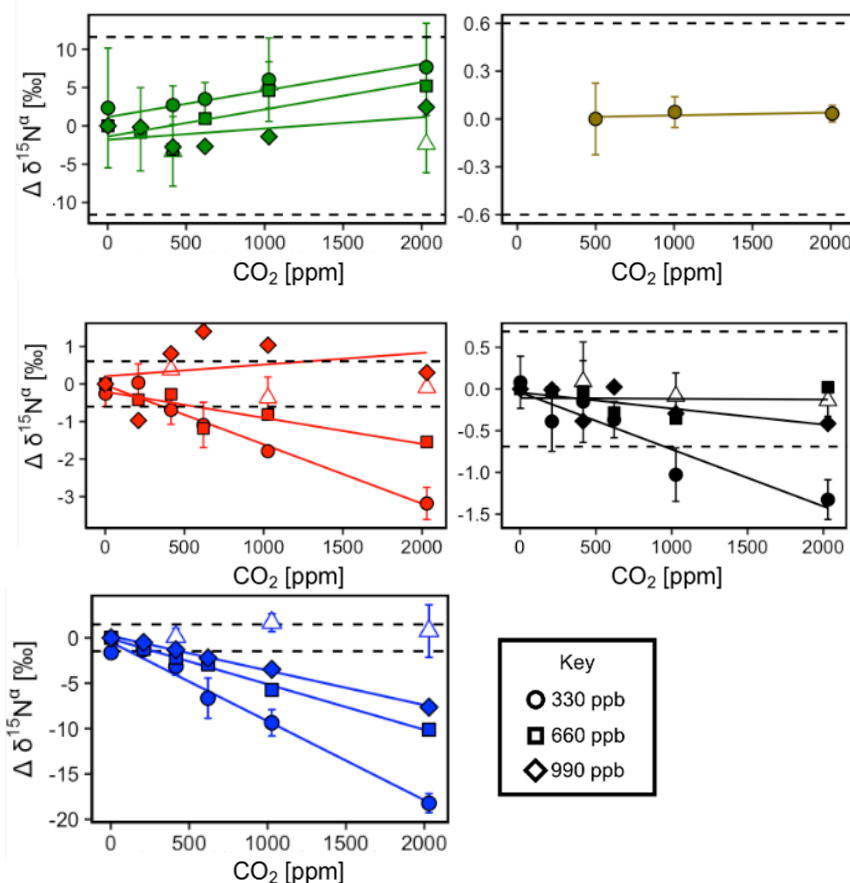 Δ δ¹⁵Nᵅ [‰]
10
5
0
-5
-10
0 500 1000 1500 2000
CO₂ [ppm]
0.6
0.3
0.0
-0.3
-0.6
0 500 1000 1500 2000
CO₂ [ppm]
Δ δ¹⁵Nᵅ [‰]
1
0
-1
-2
-3
0 500 1000 1500 2000
CO₂ [ppm]
Δ δ¹⁵Nᵅ [‰]
0.5
0.0
-0.5
-1.0
-1.5
0 500 1000 1500 2000
CO₂ [ppm]
Δ δ¹⁵Nᵅ [‰]
0
-5
-10
-15
-20
0 500 1000 1500 2000
CO₂ [ppm]
Δ δ¹⁵Nᵅ [‰]
Key
330 ppb
660 ppb
990 ppb